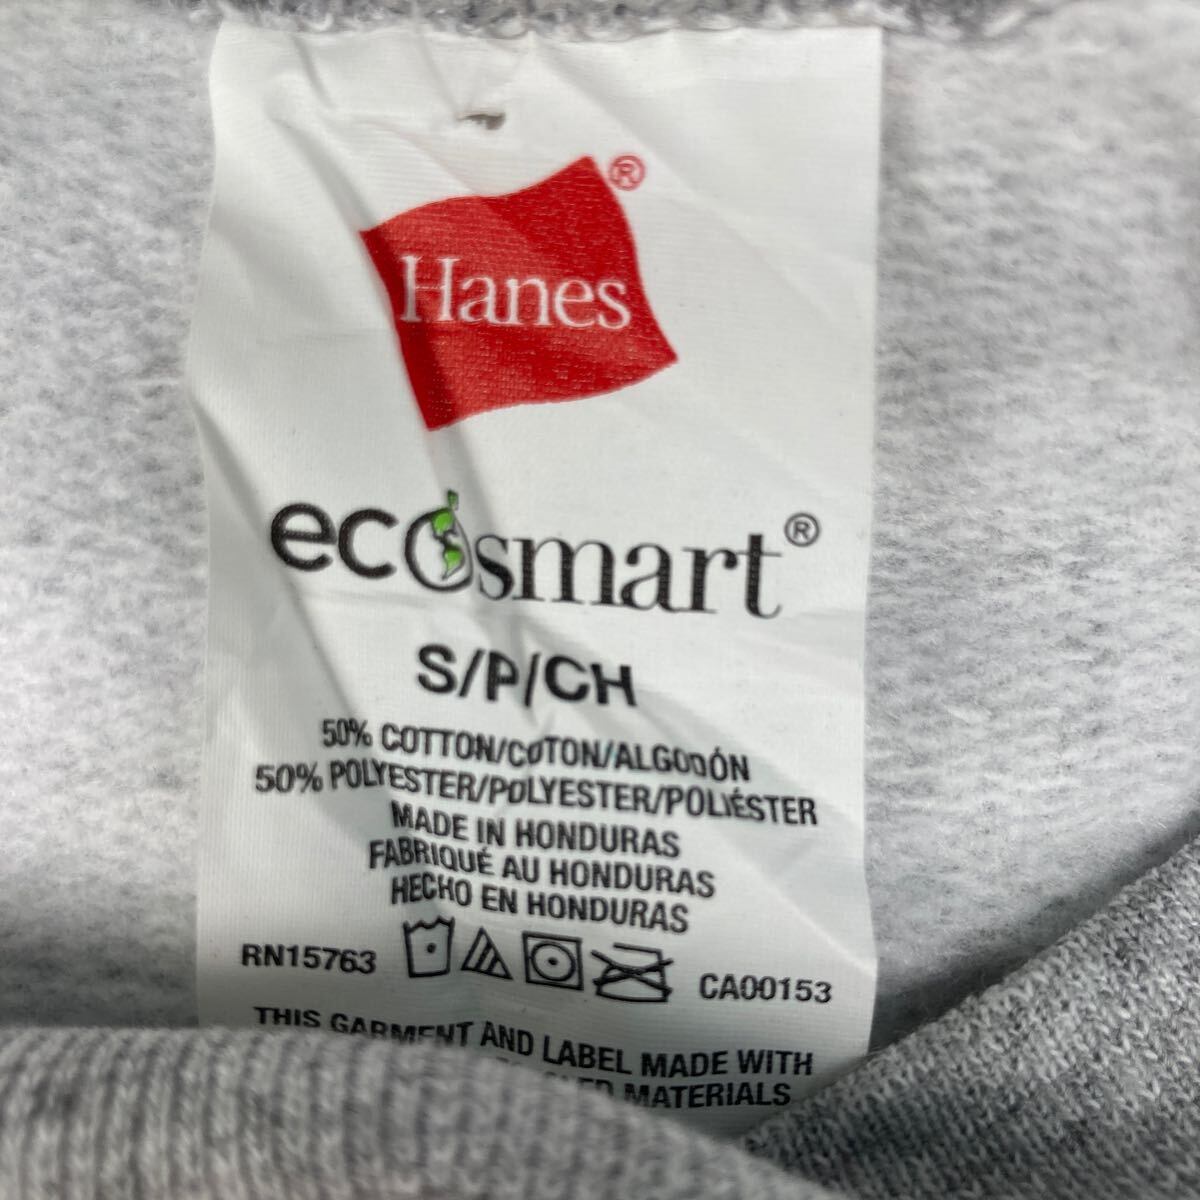 Hanes®
ecosmart®
S/P/CH
50% COTTON/COTON/ALGODÓN
50% POLYESTER/POLYESTER/POLIÉSTER
MADE IN HONDURAS
FABRIQUÉ AU HONDURAS
HECHO EN HONDURAS
RN15763 CA00153
THIS GARMENT AND LABEL MADE WITH
MATERIALS